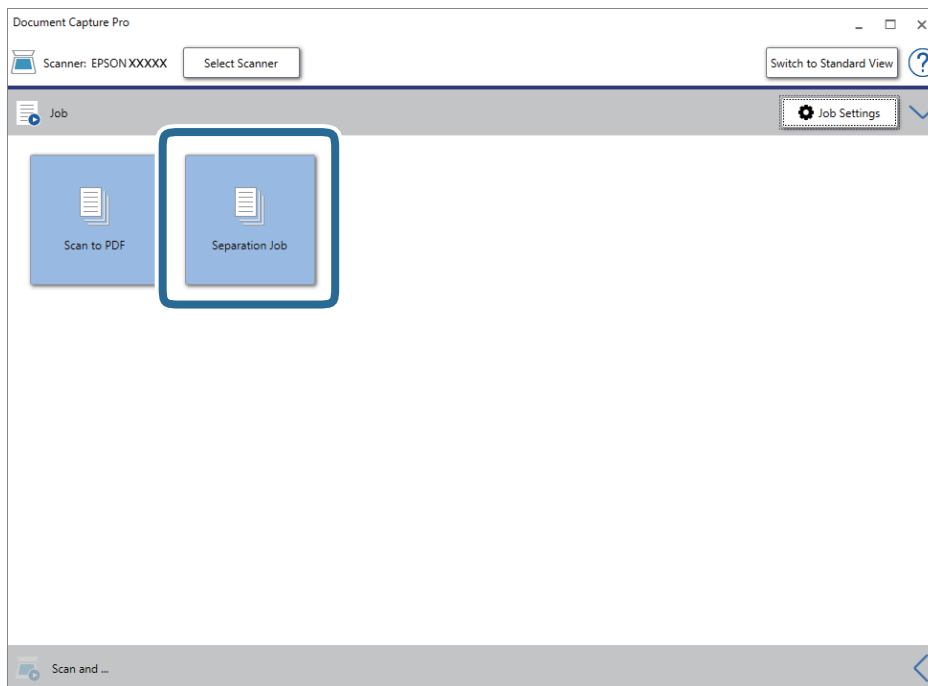 Document Capture Pro
Scanner: EPSON XXXXX
Select Scanner
Switch to Standard View
?
Job
Job Settings
Scan to PDF
Separation Job
Scan and ...